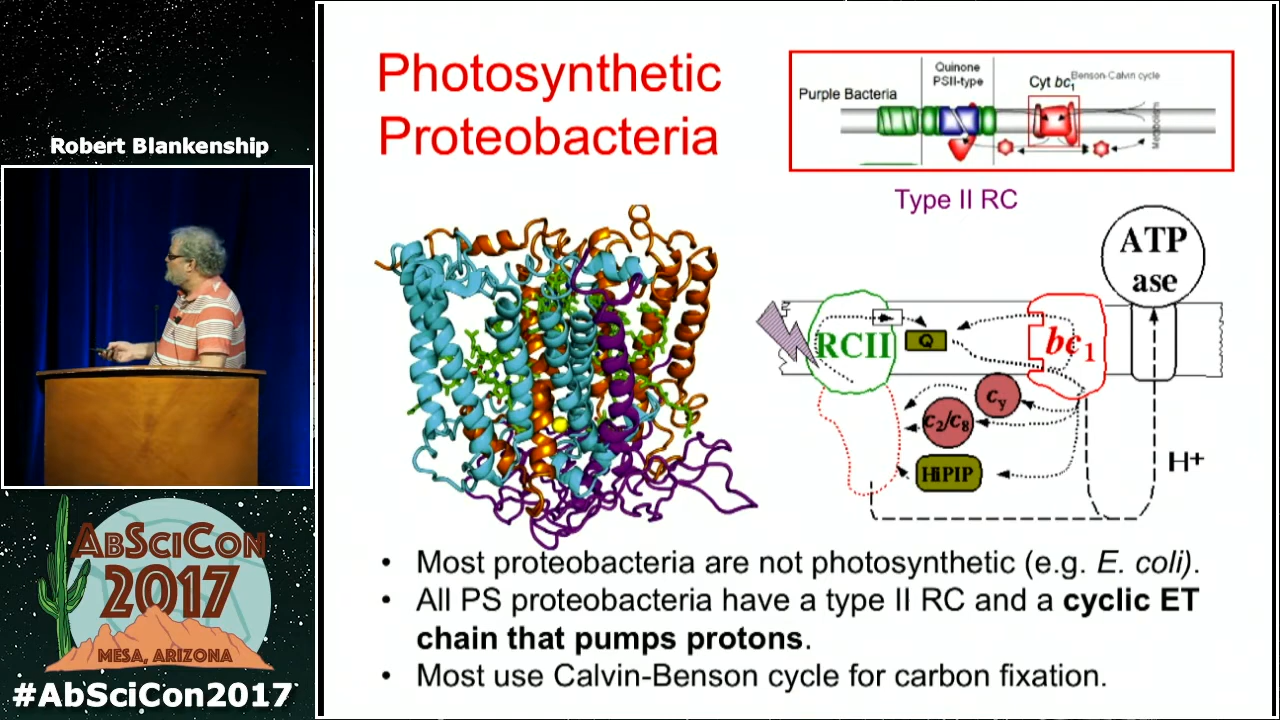 Robert Blankenship
ABSCICON
2017
MESA, ARIZONA
#AbSciCon2017
Photosynthetic
Proteobacteria
Quinone
PSII-type
Cyt bc1
Benson-Calvin cycle
Purple Bacteria
Metabolism
Type II RC
ATP
ase
RCII
Q
bc1
cy
c2/c8
HiPIP
H+
• Most proteobacteria are not photosynthetic (e.g. E. coli).
• All PS proteobacteria have a type II RC and a cyclic ET
chain that pumps protons.
• Most use Calvin-Benson cycle for carbon fixation.